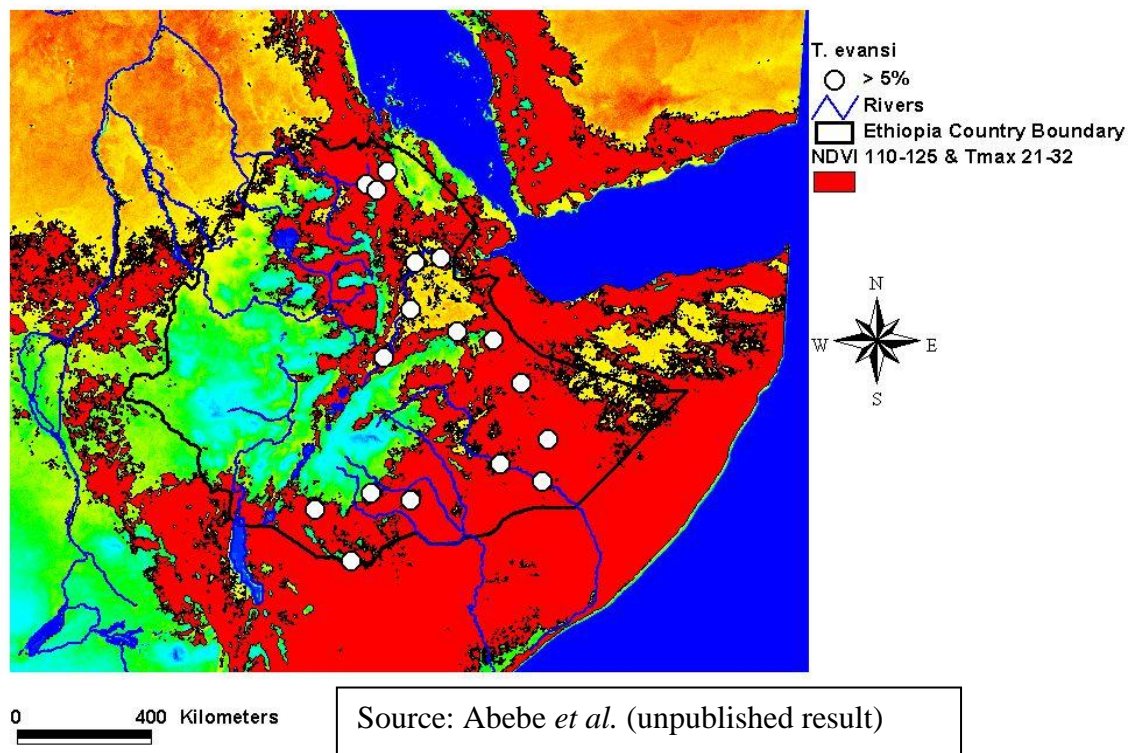 T. evansi
> 5%
Rivers
Ethiopia Country Boundary
NDVI 110-125 & Tmax 21-32
N
W E
S
0 400 Kilometers
Source: Abebe et al. (unpublished result)